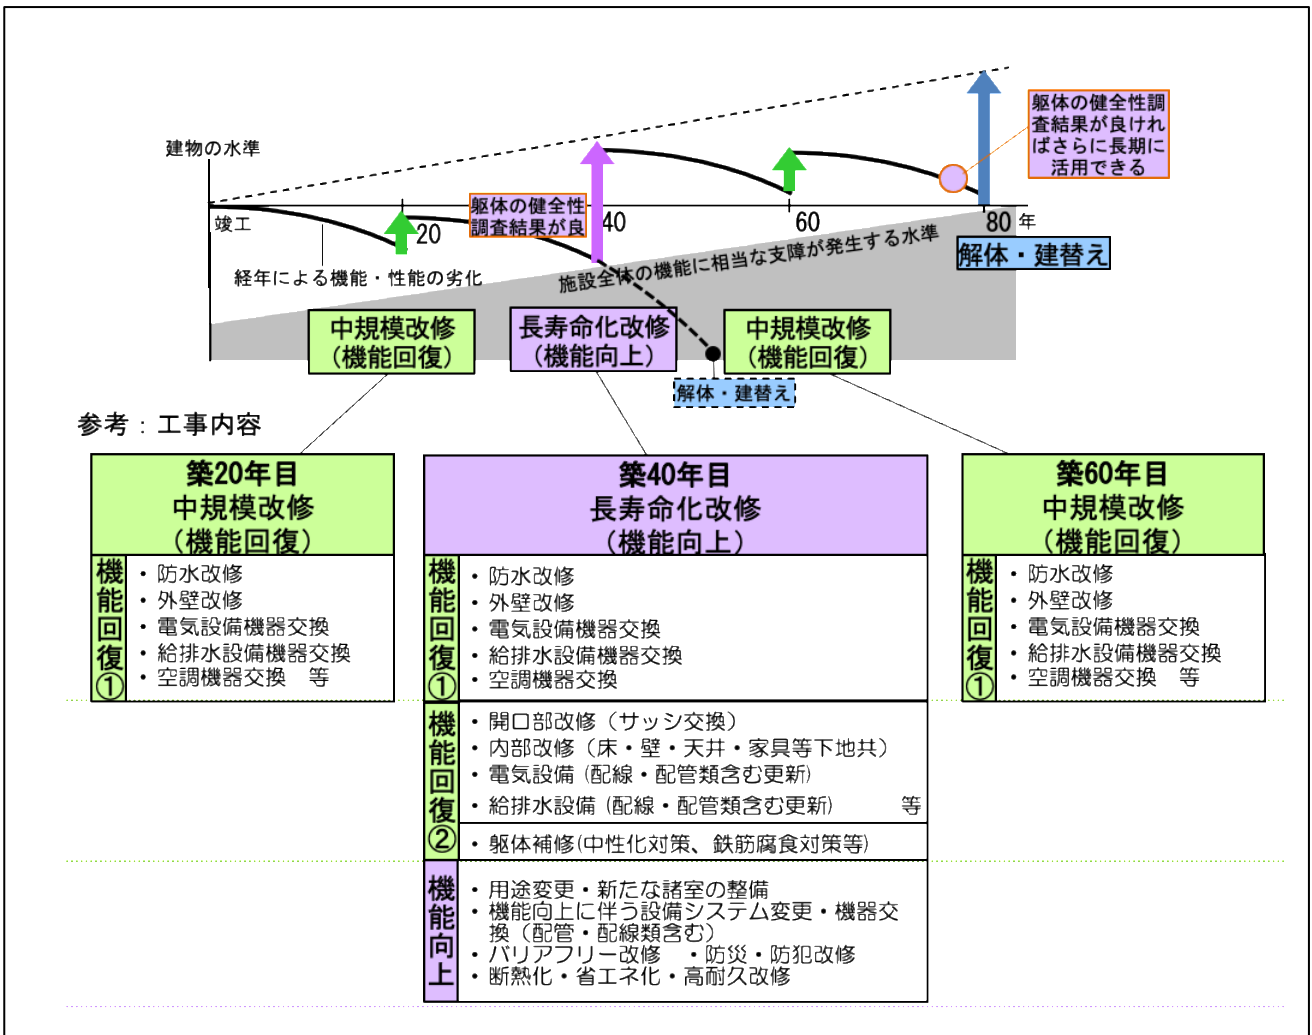 建物の水準
躯体の健全性調
査結果が良けれ
ばさらに長期に
活用できる
竣工
20
躯体の健全性
調査結果が良
40
60
80 年
解体・建替え
経年による機能・性能の劣化
施設全体の機能に相当な支障が発生する水準
中規模改修
(機能回復)
長寿命化改修
(機能向上)
中規模改修
(機能回復)
解体・建替え
参考：工事内容
築20年目
中規模改修
(機能回復)
機能回復①
・防水改修
・外壁改修
・電気設備機器交換
・給排水設備機器交換
・空調機器交換　等
築40年目
長寿命化改修
(機能向上)
機能回復①
・防水改修
・外壁改修
・電気設備機器交換
・給排水設備機器交換
・空調機器交換
機能回復②
・開口部改修（サッシ交換）
・内部改修（床・壁・天井・家具等下地共）
・電気設備（配線・配管類含む更新）
・給排水設備（配線・配管類含む更新）　等
・躯体補修(中性化対策、鉄筋腐食対策等)
機能向上
・用途変更・新たな諸室の整備
・機能向上に伴う設備システム変更・機器交
換（配管・配線類含む）
・バリアフリー改修　・防災・防犯改修
・断熱化・省エネ化・高耐久改修
築60年目
中規模改修
(機能回復)
機能回復①
・防水改修
・外壁改修
・電気設備機器交換
・給排水設備機器交換
・空調機器交換　等